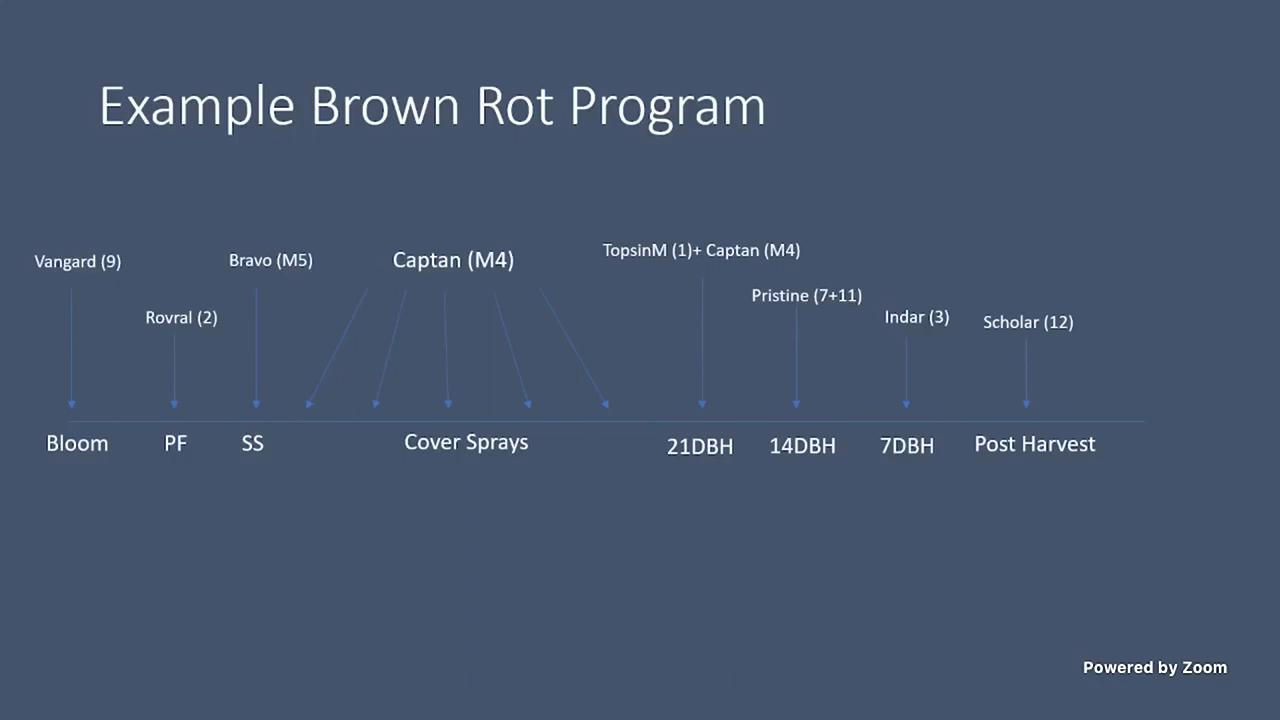 Example Brown Rot Program
Vangard (9)
Rovral (2)
Bravo (M5)
Captan (M4)
TopsinM (1)+ Captan (M4)
Pristine (7+11)
Indar (3)
Scholar (12)
Bloom
PF
SS
Cover Sprays
21DBH
14DBH
7DBH
Post Harvest
Powered by Zoom